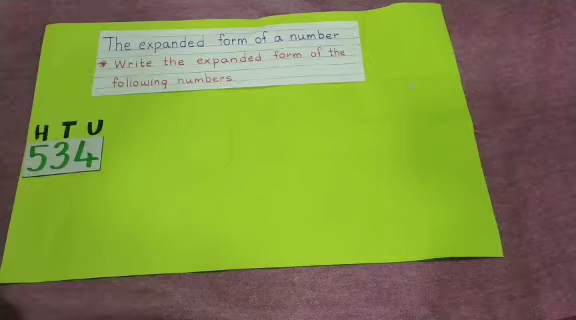 The expanded form of a number
* Write the expanded form of the
following numbers.
H T U
534